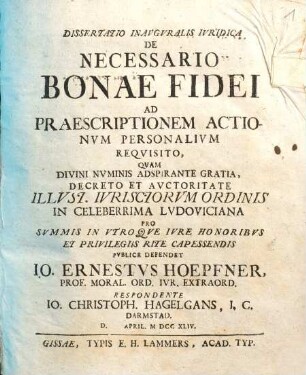 DISSERTATIO INAVGVRALIS IVRIDICA
DE
NECESSARIO
BONAE FIDEI
AD
PRAESCRIPTIONEM ACTIO-
NVM PERSONALIVM
REQVISITO,
QVAM
DIVINI NVMINIS ADSPIRANTE GRATIA,
DECRETO ET AVCTORITATE
ILLVST. IVRISCTORVM ORDINIS
IN CELEBERRIMA LVDOVICIANA
PRO
SVMMIS IN VTROQVE IVRE HONORIBVS
ET PRIVILEGIIS RITE CAPESSENDIS
PVBLICE DEFENDET
IO. ERNESTVS HOEPFNER,
PROF. MORAL. ORD. IVR. EXTRAORD.
RESPONDENTE
IO. CHRISTOPH. HAGELGANS, I. C.
DARMSTAD.
D. APRIL. M DCC XLIV.
GISSAE, TYPIS E. H. LAMMERS, ACAD. TYP.